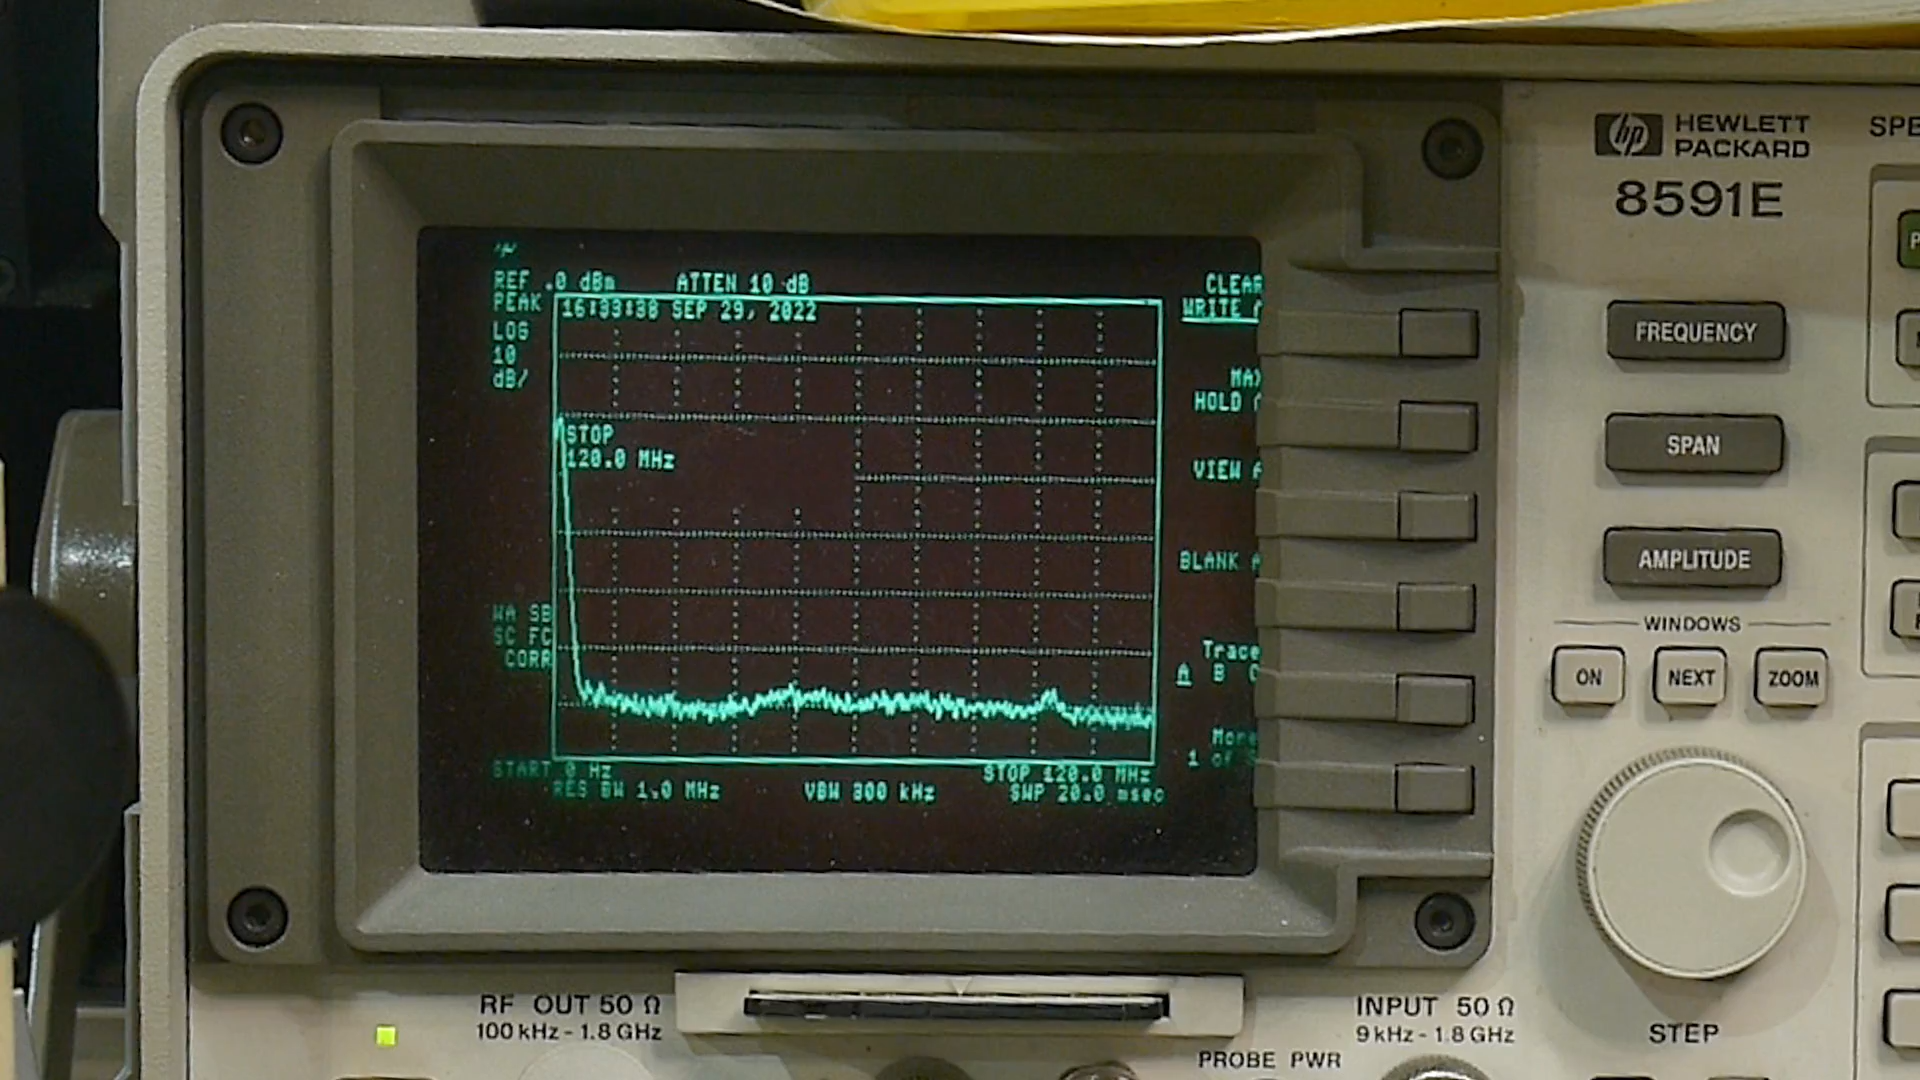 HEWLETT
PACKARD
hp
SPE
8591E
REF .0 dBm ATTEN 10 dB
PEAK
LOG
10
dB/
16:33:38 SEP 29, 2022
STOP
120.0 MHz
WA SB
SC FC
CORR
START 0 Hz STOP 120.0 MHz
RES BW 1.0 MHz VBW 300 kHz SWP 20.0 msec
CLEAR
WRITE
MAX
HOLD
VIEW A
BLANK A
Trace
A B C
More
1 of
FREQUENCY
SPAN
AMPLITUDE
WINDOWS
ON NEXT ZOOM
RF OUT 50 Ω
100 kHz - 1.8 GHz
INPUT 50 Ω
9 kHz - 1.8 GHz
PROBE PWR
STEP